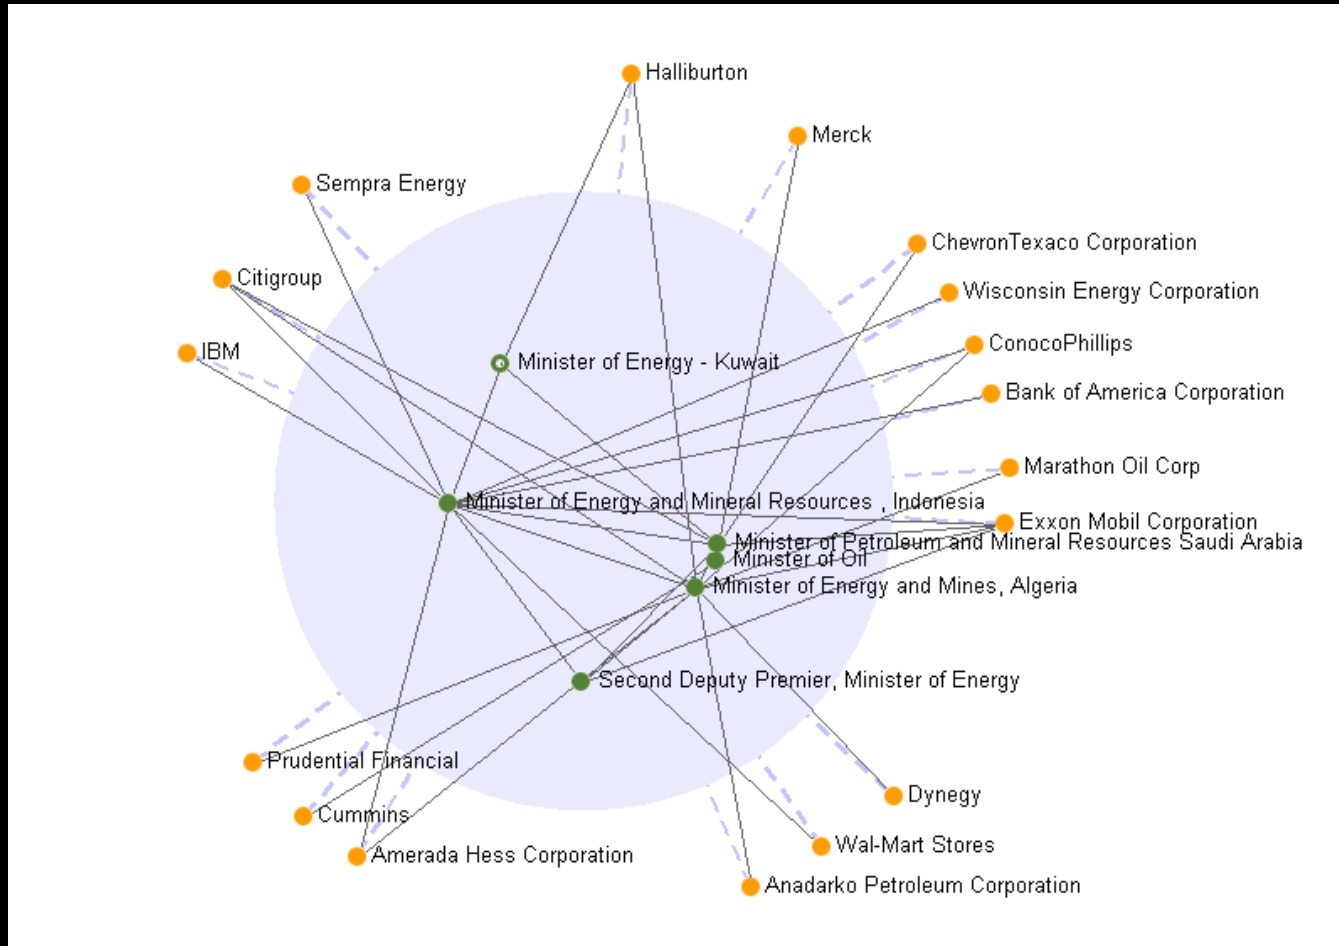 Halliburton
Merck
Sempra Energy
ChevronTexaco Corporation
Citigroup
Wisconsin Energy Corporation
ConocoPhillips
IBM
Minister of Energy - Kuwait
Bank of America Corporation
Marathon Oil Corp
Minister of Energy and Mineral Resources , Indonesia
Exxon Mobil Corporation
Minister of Petroleum and Mineral Resources Saudi Arabia
Minister of Oil
Minister of Energy and Mines, Algeria
Second Deputy Premier, Minister of Energy
Prudential Financial
Dynegy
Cummins
Wal-Mart Stores
Amerada Hess Corporation
Anadarko Petroleum Corporation